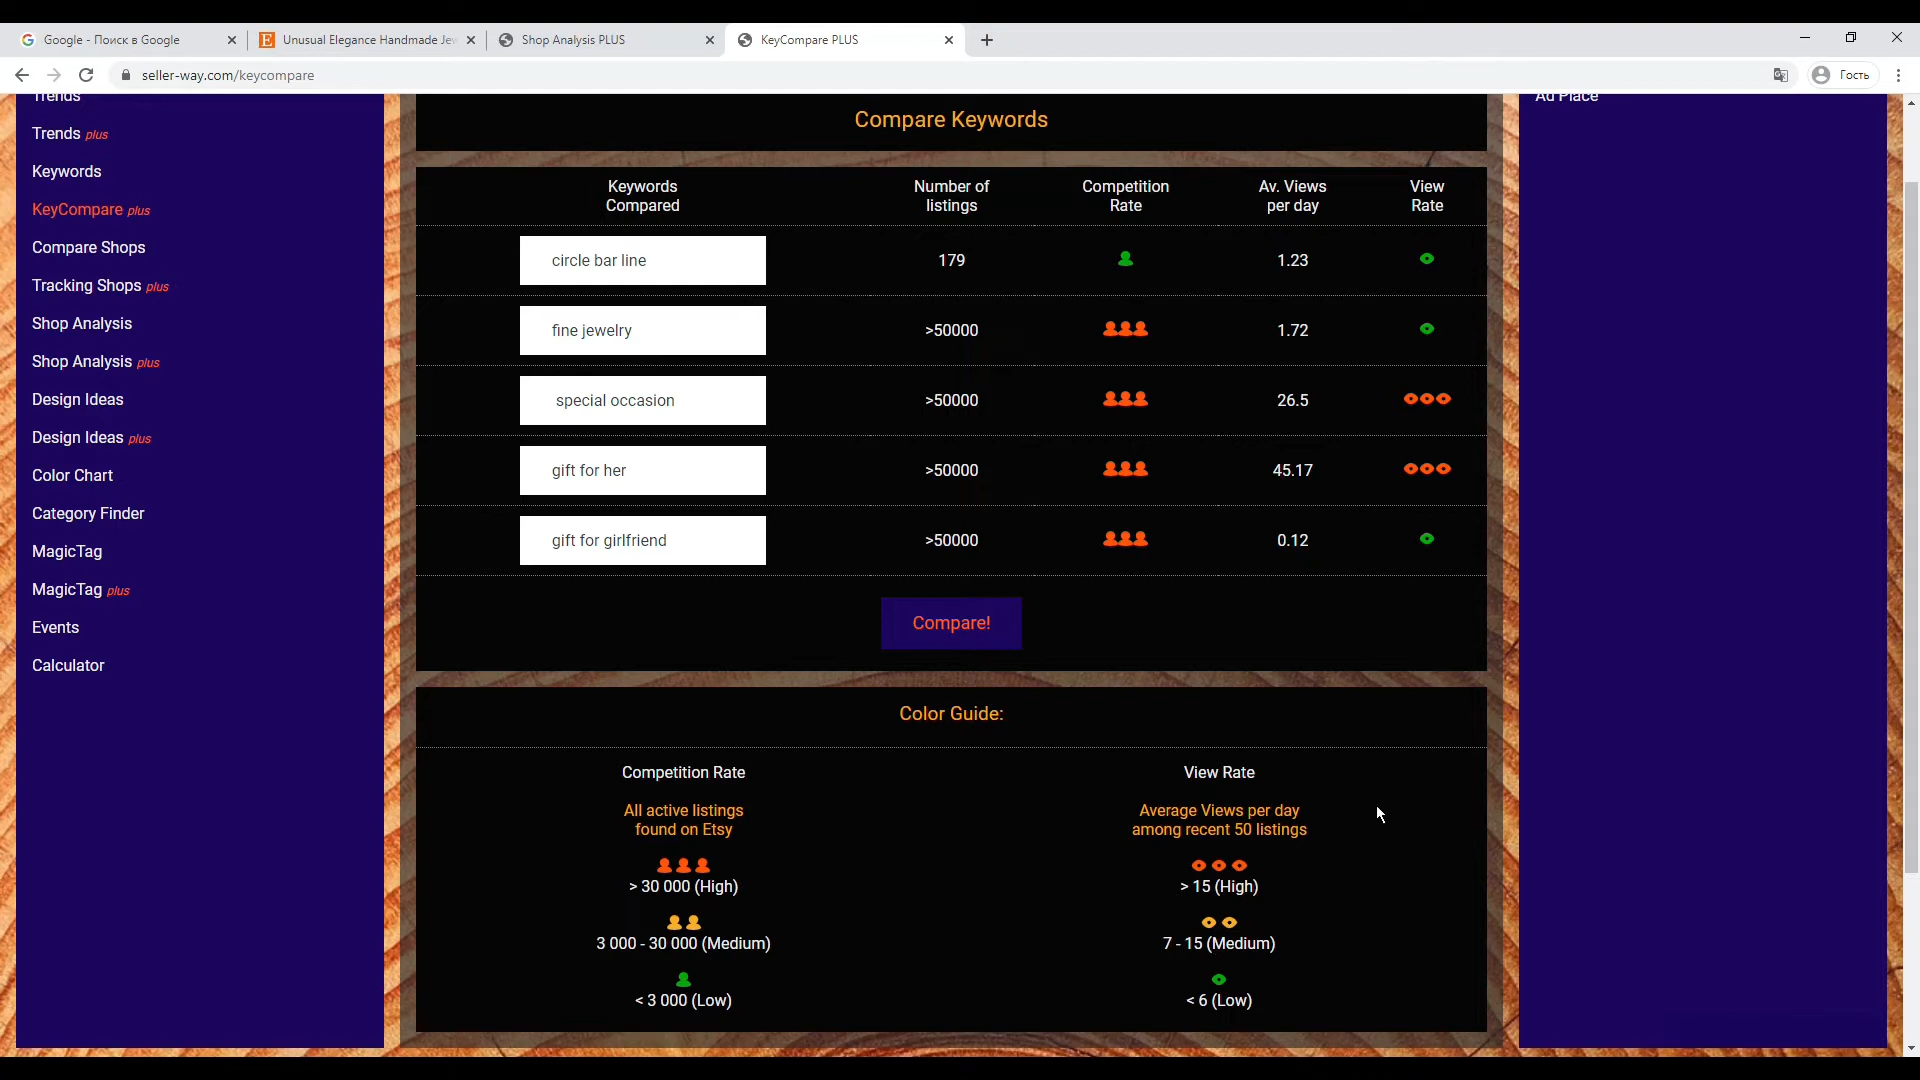 Google - Поиск в Google
Unusual Elegance Handmade Jew
Shop Analysis PLUS
KeyCompare PLUS
seller-way.com/keycompare
Гость
Trends
Trends plus
Keywords
KeyCompare plus
Compare Shops
Tracking Shops plus
Shop Analysis
Shop Analysis plus
Design Ideas
Design Ideas plus
Color Chart
Category Finder
MagicTag
MagicTag plus
Events
Calculator
Compare Keywords
Keywords Compared
Number of listings
Competition Rate
Av. Views per day
View Rate
circle bar line 179 1.23
fine jewelry >50000 1.72
special occasion >50000 26.5
gift for her >50000 45.17
gift for girlfriend >50000 0.12
Compare!
Color Guide:
Competition Rate
All active listings
found on Etsy
> 30 000 (High)
3 000 - 30 000 (Medium)
< 3 000 (Low)
View Rate
Average Views per day
among recent 50 listings
> 15 (High)
7 - 15 (Medium)
< 6 (Low)
Ad Place